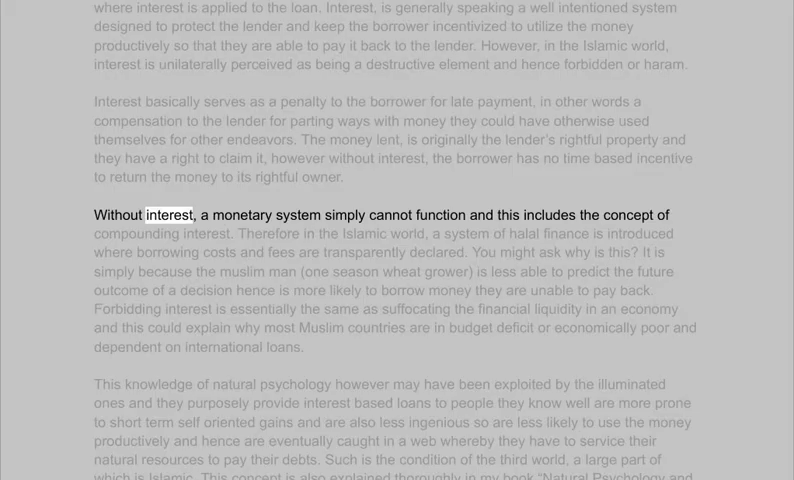 where interest is applied to the loan. Interest, is generally speaking a well intentioned system
designed to protect the lender and keep the borrower incentivized to utilize the money
productively so that they are able to pay it back to the lender. However, in the Islamic world,
interest is unilaterally perceived as being a destructive element and hence forbidden or haram.
Interest basically serves as a penalty to the borrower for late payment, in other words a
compensation to the lender for parting ways with money they could have otherwise used
themselves for other endeavors. The money lent, is originally the lender's rightful property and
they have a right to claim it, however without interest, the borrower has no time based incentive
to return the money to its rightful owner.
Without interest, a monetary system simply cannot function and this includes the concept of
compounding interest. Therefore in the Islamic world, a system of halal finance is introduced
where borrowing costs and fees are transparently declared. You might ask why is this? It is
simply because the muslim man (one season wheat grower) is less able to predict the future
outcome of a decision hence is more likely to borrow money they are unable to pay back.
Forbidding interest is essentially the same as suffocating the financial liquidity in an economy
and this could explain why most Muslim countries are in budget deficit or economically poor and
dependent on international loans.
This knowledge of natural psychology however may have been exploited by the illuminated
ones and they purposely provide interest based loans to people they know well are more prone
to short term self oriented gains and are also less ingenious so are less likely to use the money
productively and hence are eventually caught in a web whereby they have to service their
natural resources to pay their debts. Such is the condition of the third world, a large part of
which is Islamic. This concept is also explained thoroughly in my book "Natural Psychology and